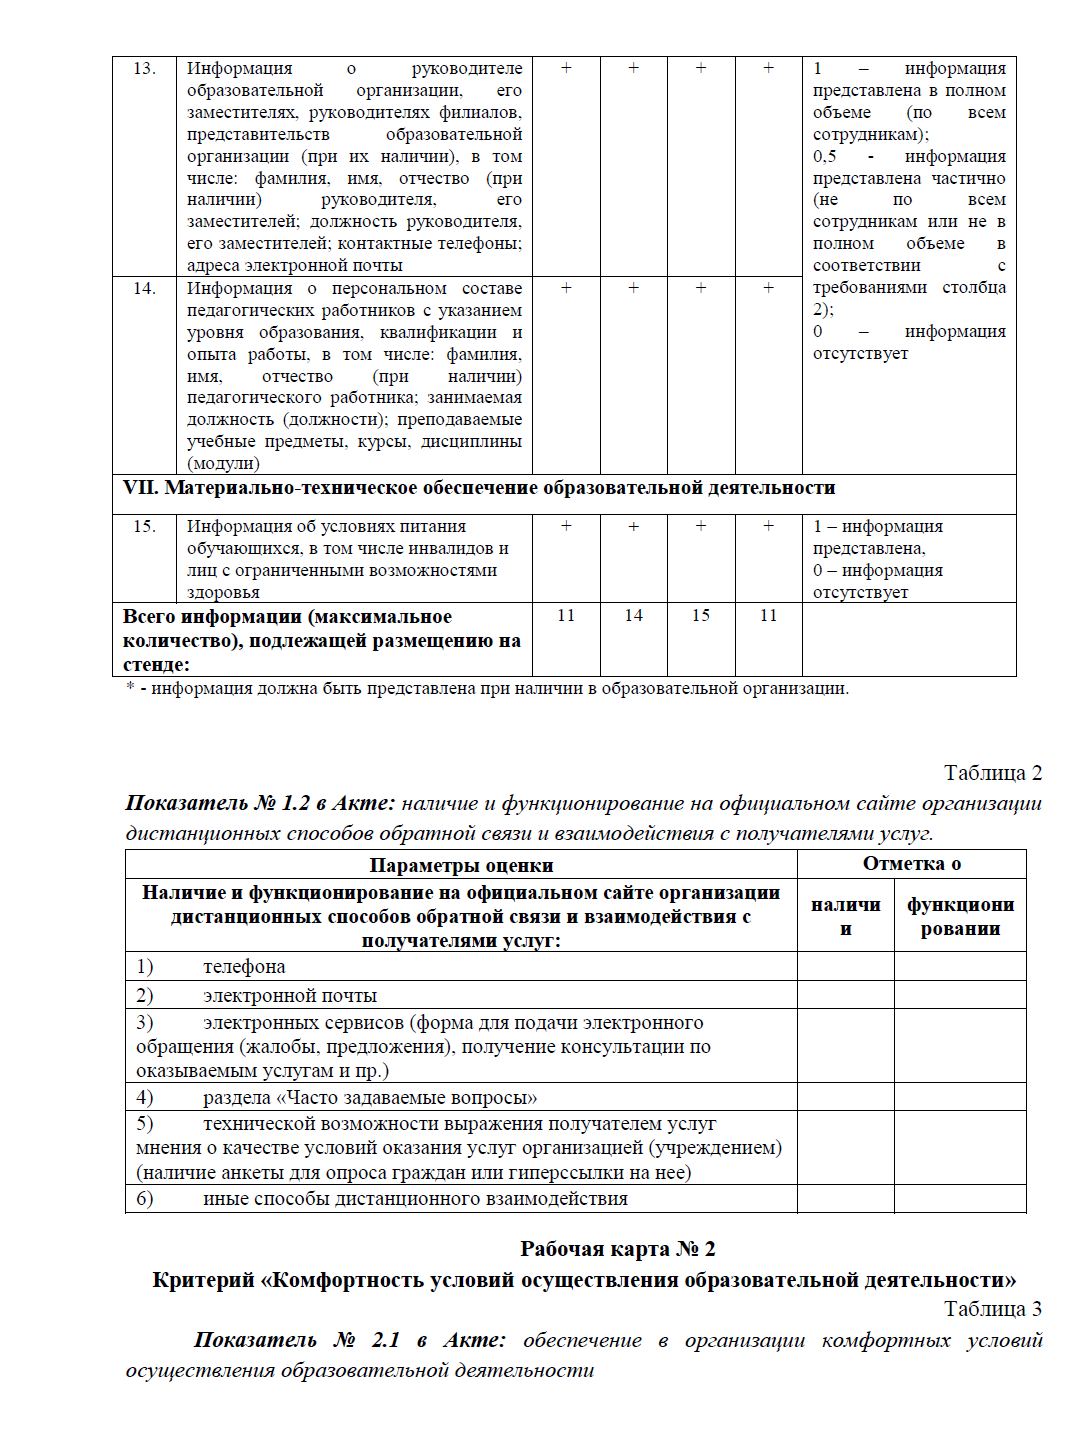 13. Информация о руководителе + + + + 1 – информация
образовательной организации, его представлена в полном
заместителях, руководителях филиалов, объеме (по всем
представительств образовательной сотрудникам);
организации (при их наличии), в том 0,5 - информация
числе: фамилия, имя, отчество (при представлена частично
наличии) руководителя, его (не по всем
заместителей; должность руководителя, сотрудникам или не в
его заместителей; контактные телефоны; полном объеме в
адреса электронной почты соответствии с
14. Информация о персональном составе + + + + требованиями столбца
педагогических работников с указанием 2);
уровня образования, квалификации и 0 – информация
опыта работы, в том числе: фамилия, отсутствует
имя, отчество (при наличии)
педагогического работника; занимаемая
должность (должности); преподаваемые
учебные предметы, курсы, дисциплины
(модули)
VII. Материально-техническое обеспечение образовательной деятельности
15. Информация об условиях питания + + + + 1 – информация
обучающихся, в том числе инвалидов и представлена,
лиц с ограниченными возможностями 0 – информация
здоровья отсутствует
Всего информации (максимальное 11 14 15 11
количество), подлежащей размещению на
стенде:
* - информация должна быть представлена при наличии в образовательной организации.
Таблица 2
Показатель № 1.2 в Акте: наличие и функционирование на официальном сайте организации
дистанционных способов обратной связи и взаимодействия с получателями услуг.
Параметры оценки Отметка о
Наличие и функционирование на официальном сайте организации
дистанционных способов обратной связи и взаимодействия с
получателями услуг:
наличи
и
функциони
ровании
1) телефона
2) электронной почты
3) электронных сервисов (форма для подачи электронного
обращения (жалобы, предложения), получение консультации по
оказываемым услугам и пр.)
4) раздела «Часто задаваемые вопросы»
5) технической возможности выражения получателем услуг
мнения о качестве условий оказания услуг организацией (учреждением)
(наличие анкеты для опроса граждан или гиперссылки на нее)
6) иные способы дистанционного взаимодействия
Рабочая карта № 2
Критерий «Комфортность условий осуществления образовательной деятельности»
Таблица 3
Показатель № 2.1 в Акте: обеспечение в организации комфортных условий
осуществления образовательной деятельности